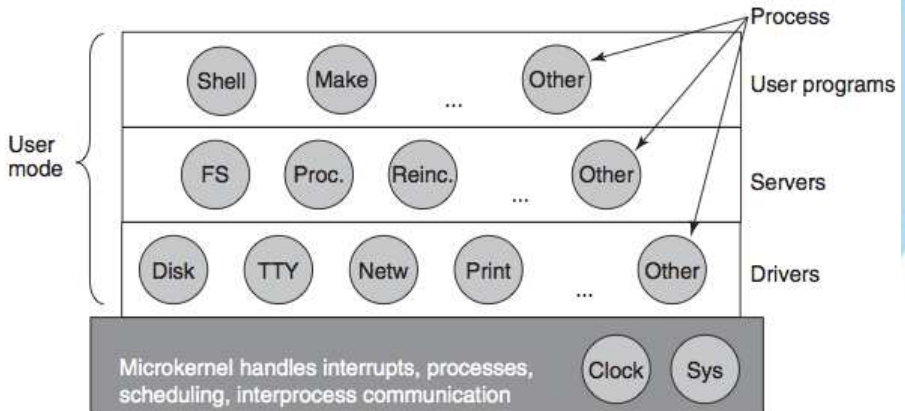 Process
Shell Make ... Other User programs
User
mode
FS Proc. Reinc. ... Other Servers
Disk TTY Netw Print ... Other Drivers
Microkernel handles interrupts, processes,
scheduling, interprocess communication
Clock Sys